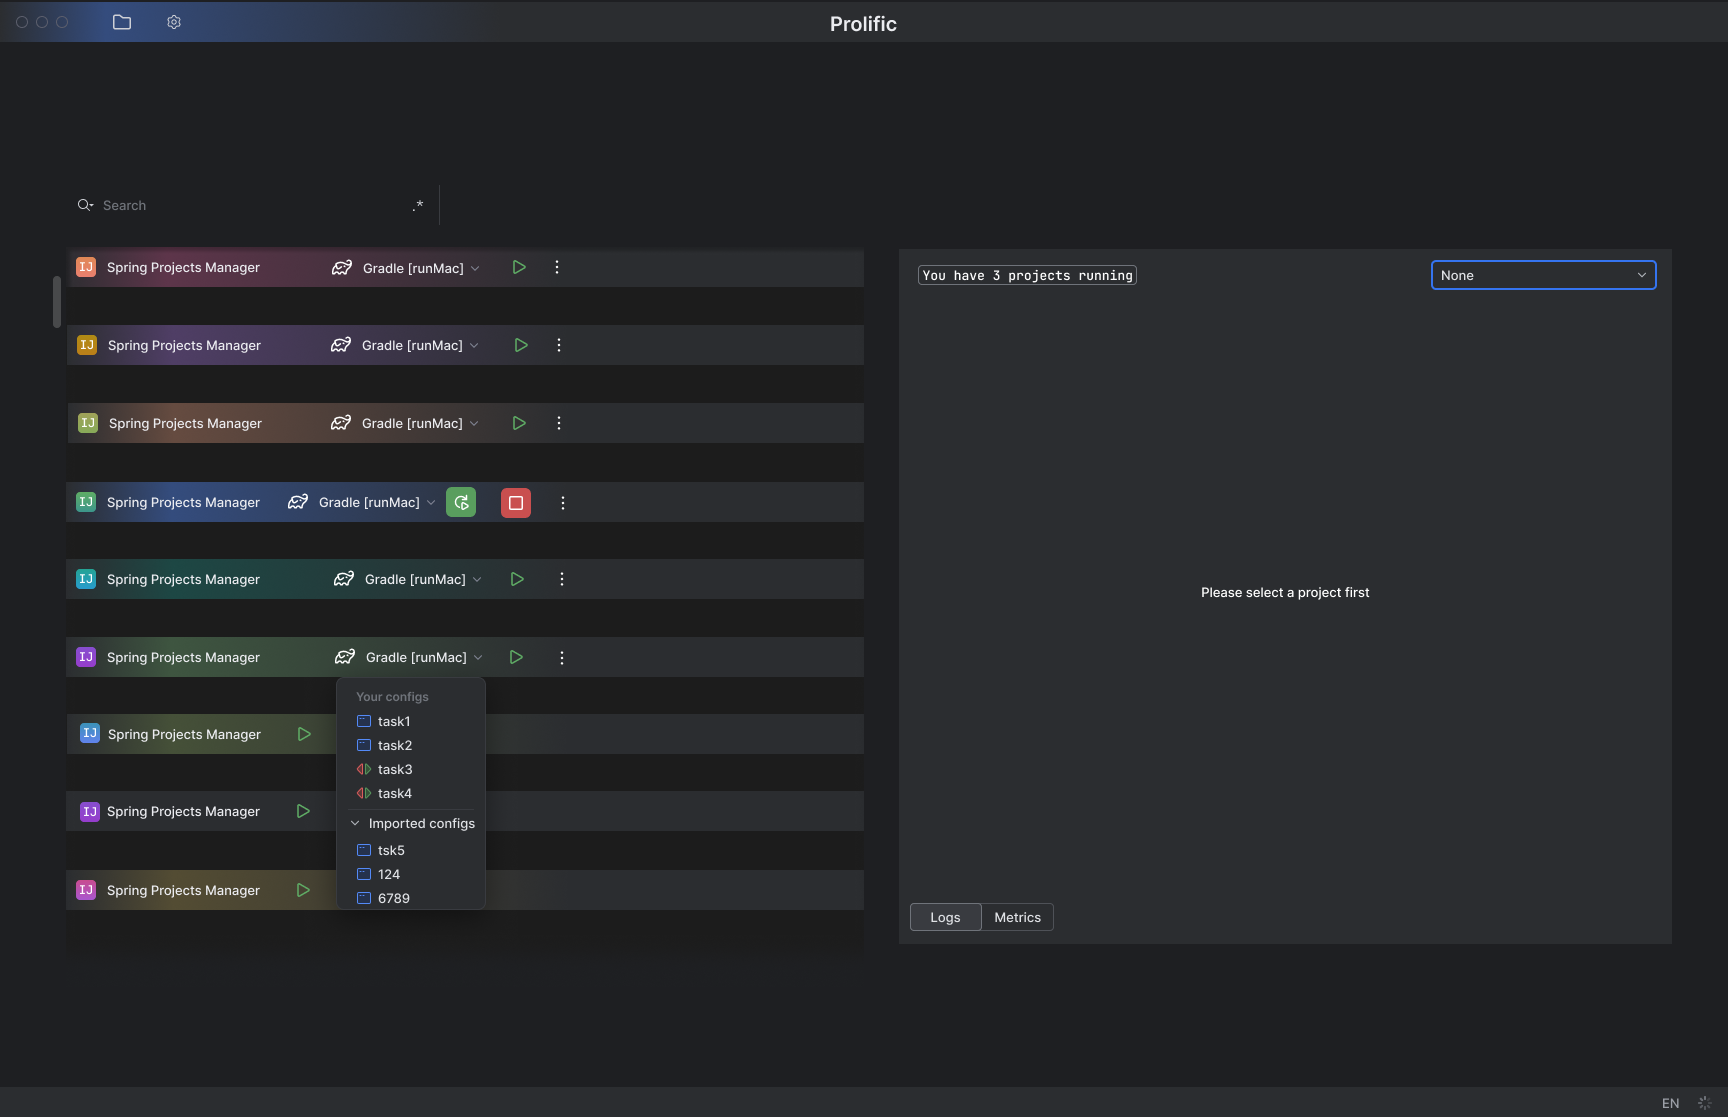 Prolific
Search
.*
IJ Spring Projects Manager Gradle [runMac]
IJ Spring Projects Manager Gradle [runMac]
IJ Spring Projects Manager Gradle [runMac]
IJ Spring Projects Manager Gradle [runMac]
IJ Spring Projects Manager Gradle [runMac]
IJ Spring Projects Manager Gradle [runMac]
IJ Spring Projects Manager
IJ Spring Projects Manager
IJ Spring Projects Manager
Your configs
task1
task2
task3
task4
Imported configs
tsk5
124
6789
You have 3 projects running
None
Please select a project first
Logs Metrics
EN